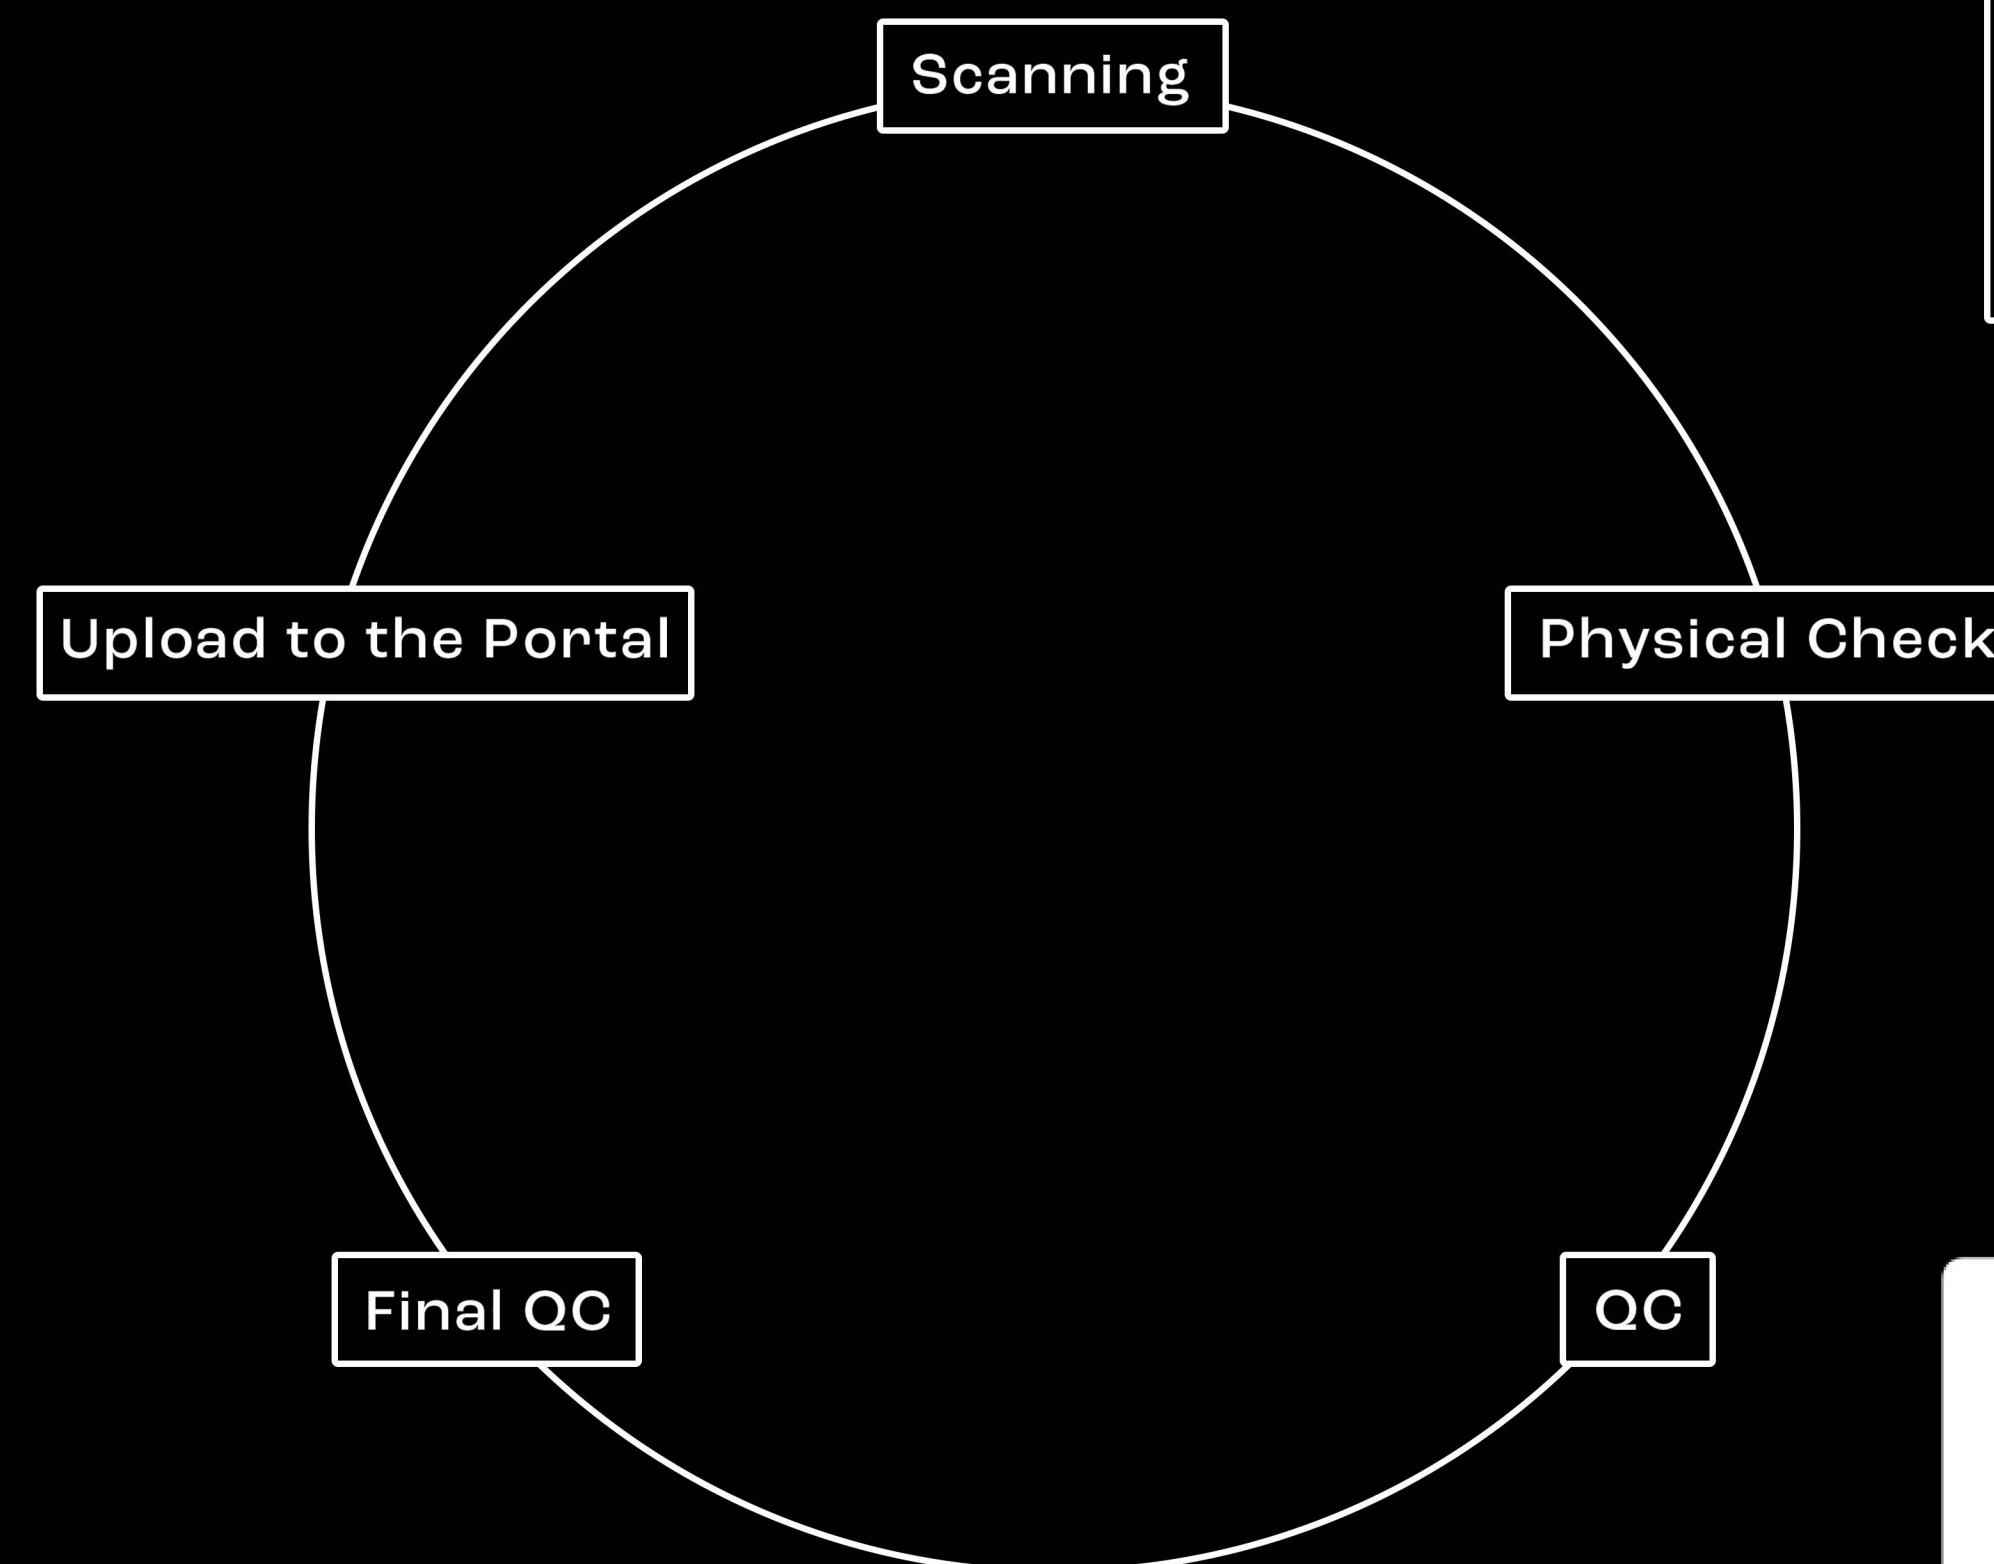 Scanning
Upload to the Portal
Physical Check
Final QC
QC